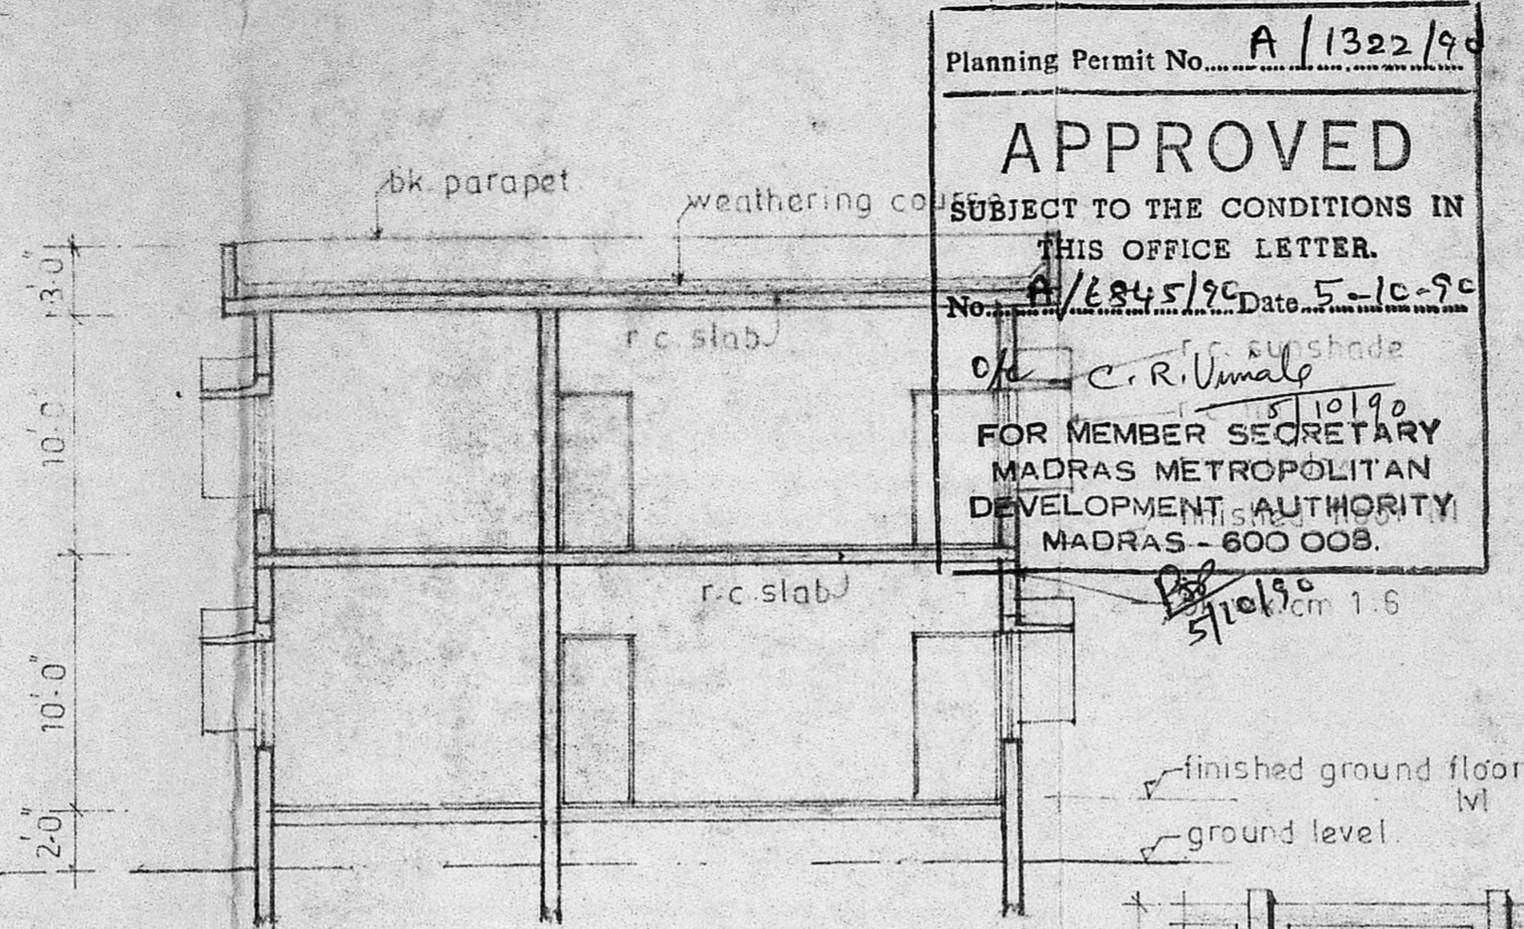 Planning Permit No. A/1322/90
APPROVED
SUBJECT TO THE CONDITIONS IN
THIS OFFICE LETTER.
No. Date 5-10-90
C. R. Vimala
5/10/90
FOR MEMBER SECRETARY
MADRAS METROPOLITAN
DEVELOPMENT AUTHORITY
MADRAS - 600 008.
5/10/90
bk. parapet
weathering course
r.c. slab
r.c. sunshade
finished floor lvl
r.c. slab
cm 1:6
finished ground floor
lvl
ground level
3'-0"
10'-0"
10'-0"
2'-0"